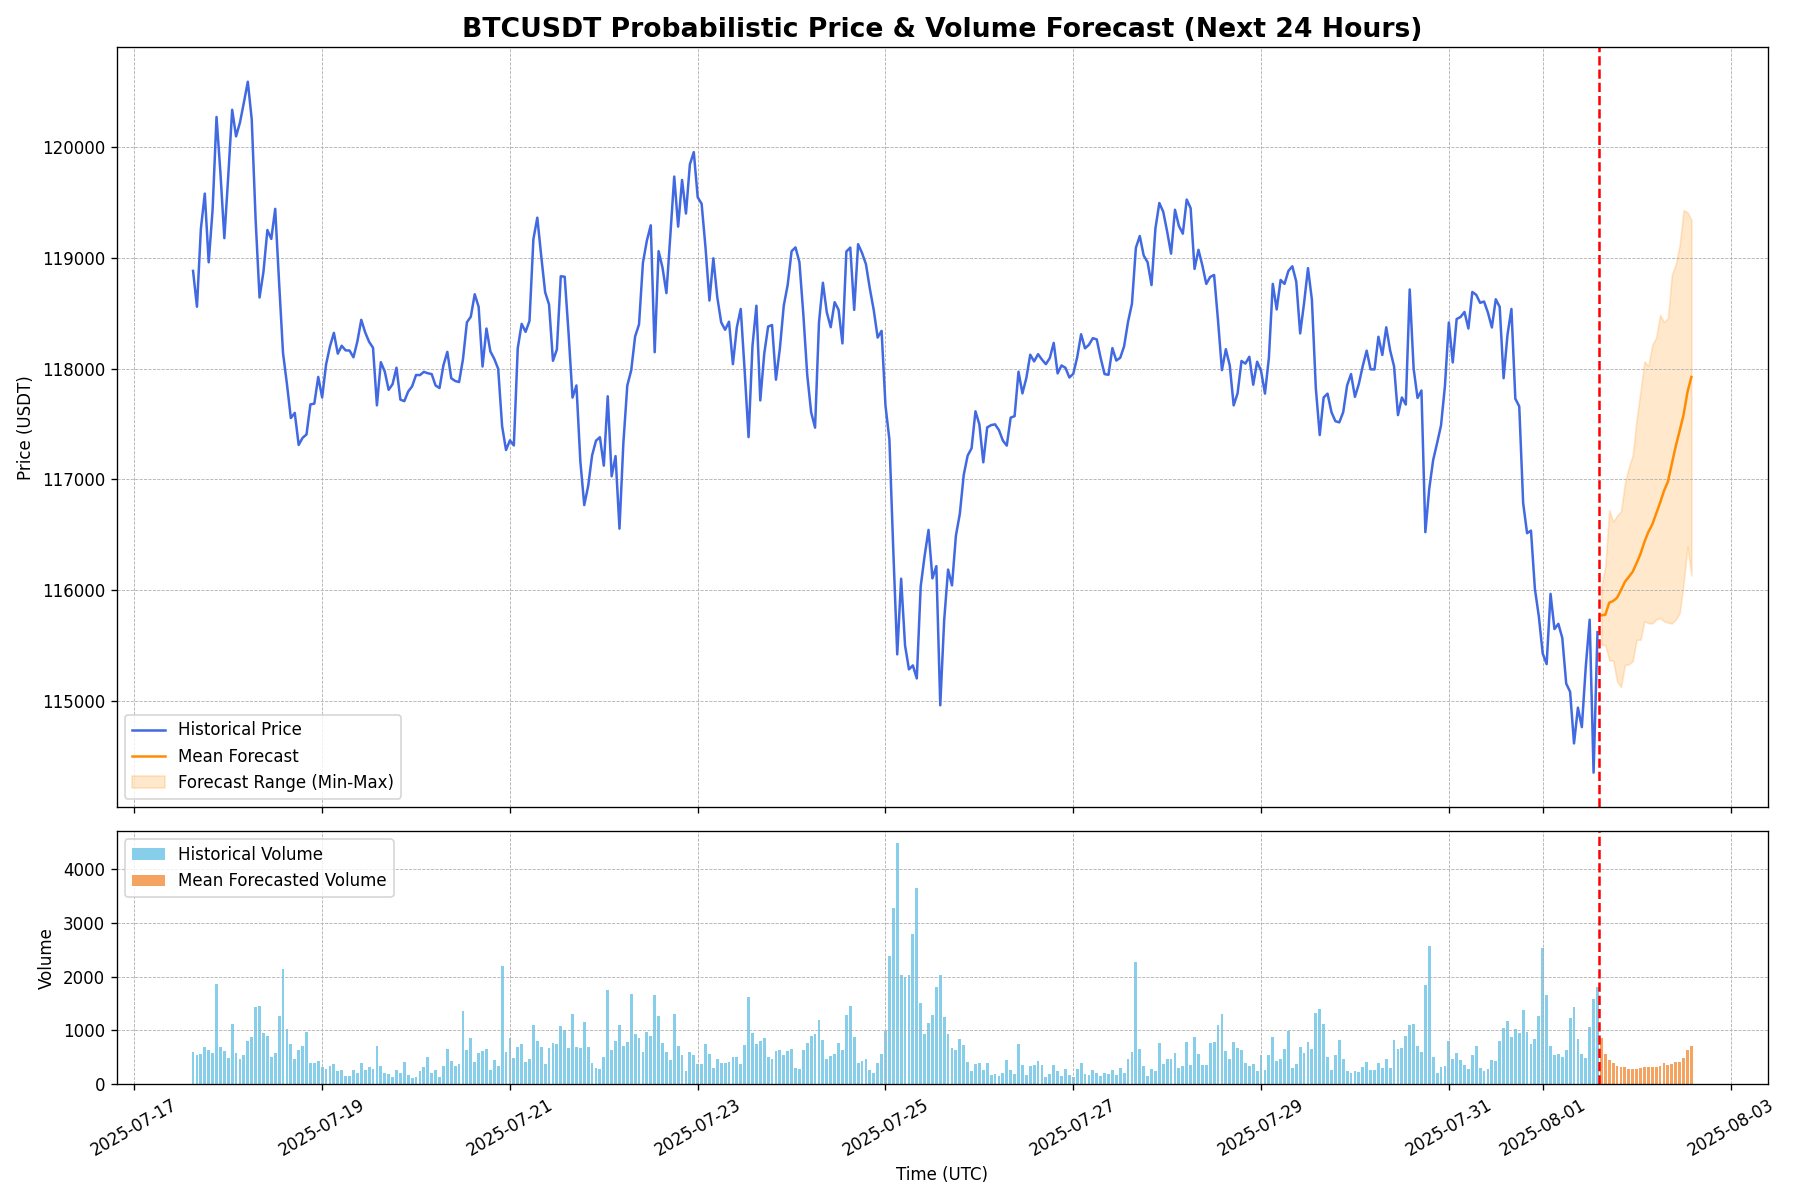 BTCUSDT Probabilistic Price & Volume Forecast (Next 24 Hours)
Price (USDT)
120000
119000
118000
117000
116000
115000
Historical Price
Mean Forecast
Forecast Range (Min-Max)
Volume
4000
3000
2000
1000
0
Historical Volume
Mean Forecasted Volume
2025-07-17
2025-07-19
2025-07-21
2025-07-23
2025-07-25
2025-07-27
2025-07-29
2025-07-31
2025-08-01
2025-08-03
Time (UTC)